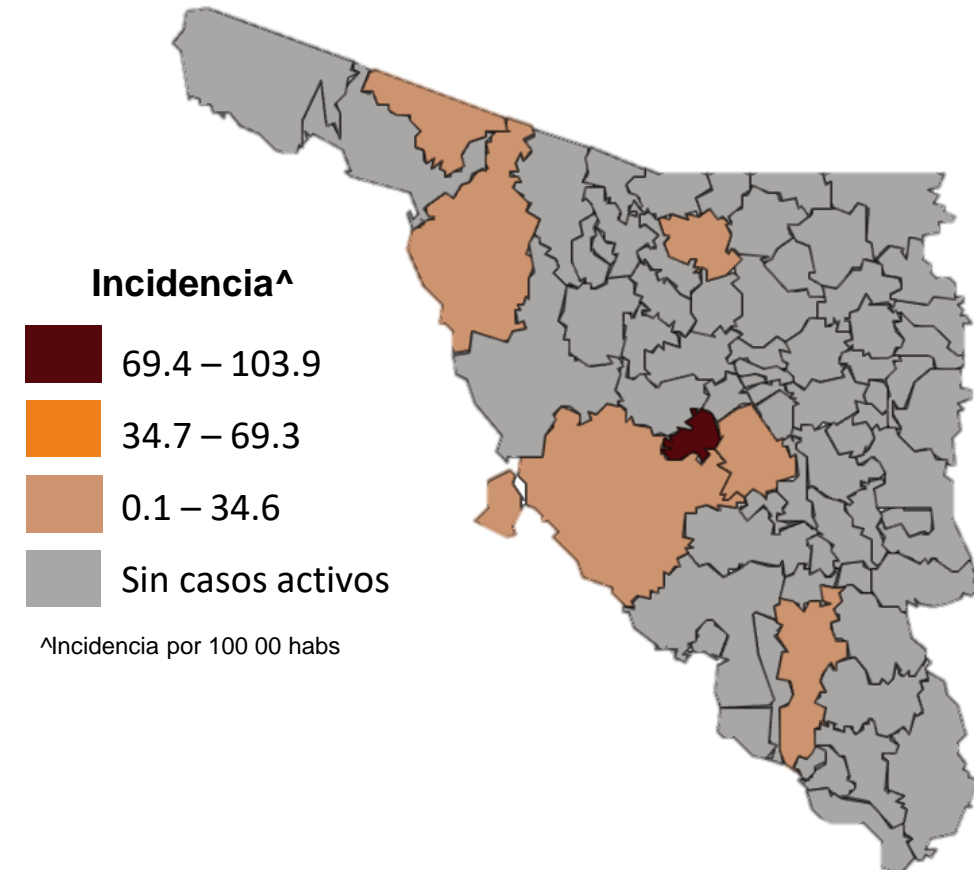 Incidencia^
69.4 – 103.9
34.7 – 69.3
0.1 – 34.6
Sin casos activos
^Incidencia por 100 00 habs